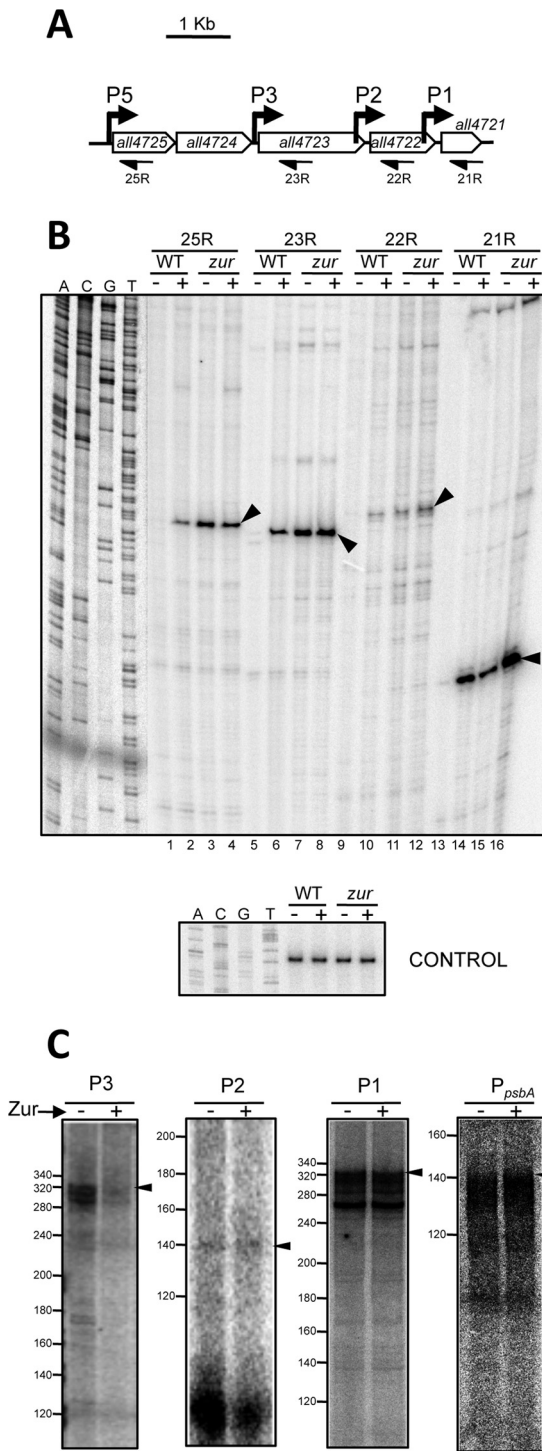 A
1 Kb
P5 P3 P2 P1
all4721
all4725 all4724 all4723 all4722
25R 23R 22R 21R
B
25R 23R 22R 21R
WT zur WT zur WT zur WT zur
A C G T - + - + - + - + - + - + - + - +
1 2 3 4 5 6 7 8 9 10 11 12 13 14 15 16
WT zur
A C G T - + - +
CONTROL
C
P3 P2 P1 PpsbA
Zur - + - + - + - +
340
320
280
240
200
180
160
140
120
200
180
160
140
120
340
320
280
240
200
180
160
140
120
160
140
120